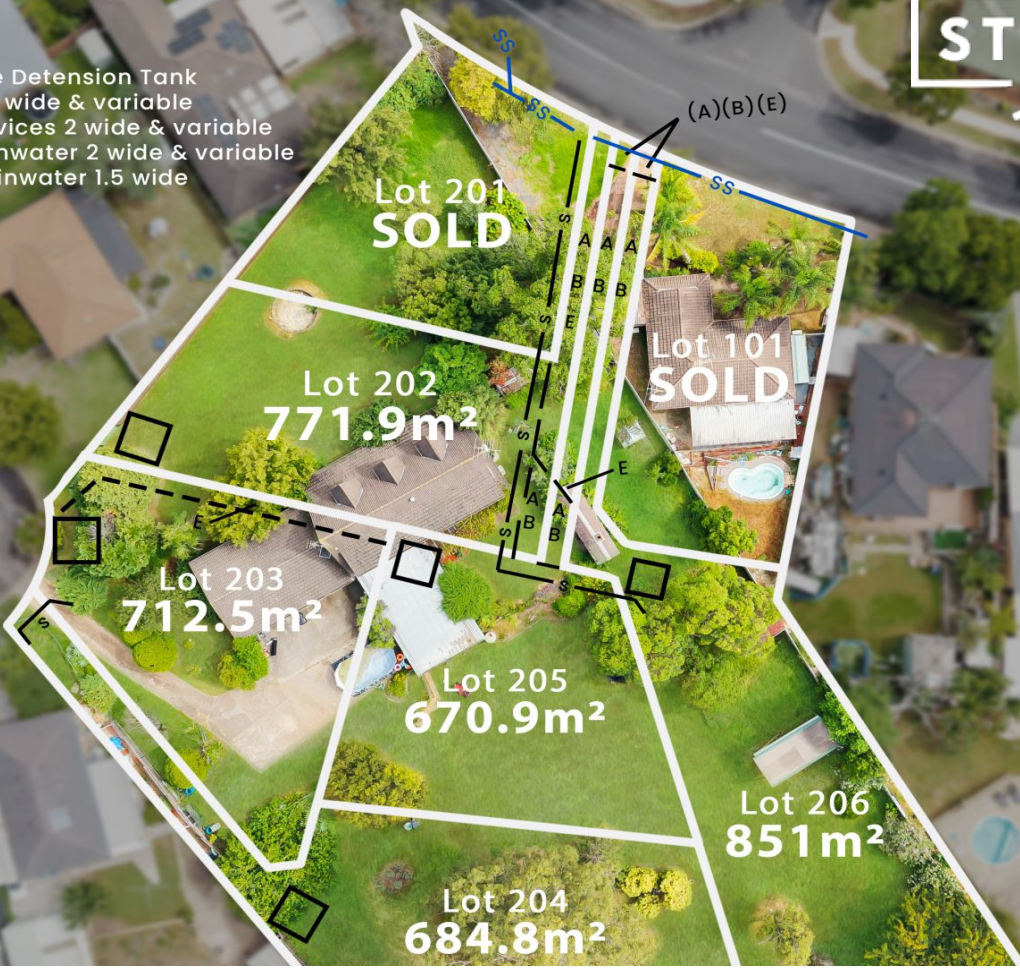 ST
Detension Tank
wide & variable
vices 2 wide & variable
nwater 2 wide & variable
inwater 1.5 wide
SS
SS
(A)(B)(E)
SS
Lot 201
SOLD
S
A A A
B B B
S
E
Lot 101
SOLD
Lot 202
771.9m²
S
E
A
B
A
B
S
E
Lot 203
712.5m²
S
S
Lot 205
670.9m²
Lot 206
851m²
Lot 204
684.8m²